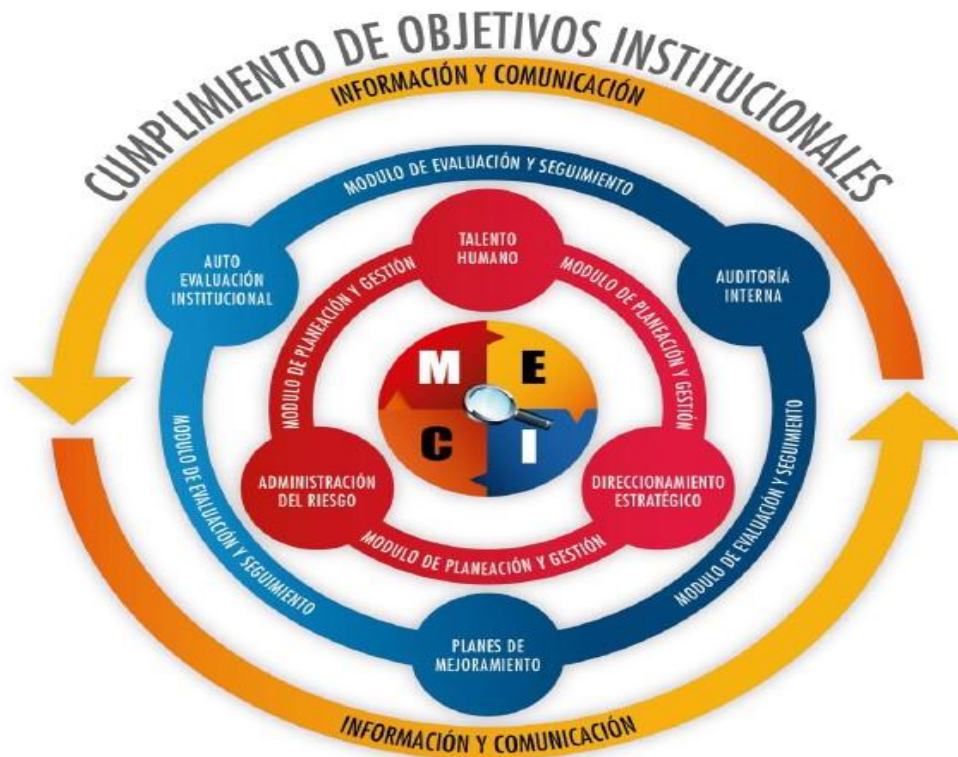 CUMPLIMIENTO DE OBJETIVOS INSTITUCIONALES
INFORMACIÓN Y COMUNICACIÓN
MODULO DE EVALUACIÓN Y SEGUIMIENTO
TALENTO
HUMANO
AUTO
EVALUACIÓN
INSTITUCIONAL
AUDITORÍA
INTERNA
MODULO DE PLANEACIÓN Y GESTIÓN
MODULO DE PLANEACIÓN Y GESTIÓN
M E
C I
ADMINISTRACIÓN
DEL RIESGO
DIRECCIONAMIENTO
ESTRATÉGICO
MODULO DE EVALUACIÓN Y SEGUIMIENTO
MODULO DE EVALUACIÓN Y SEGUIMIENTO
MODULO DE PLANEACIÓN Y GESTIÓN
PLANES DE
MEJORAMIENTO
INFORMACIÓN Y COMUNICACIÓN